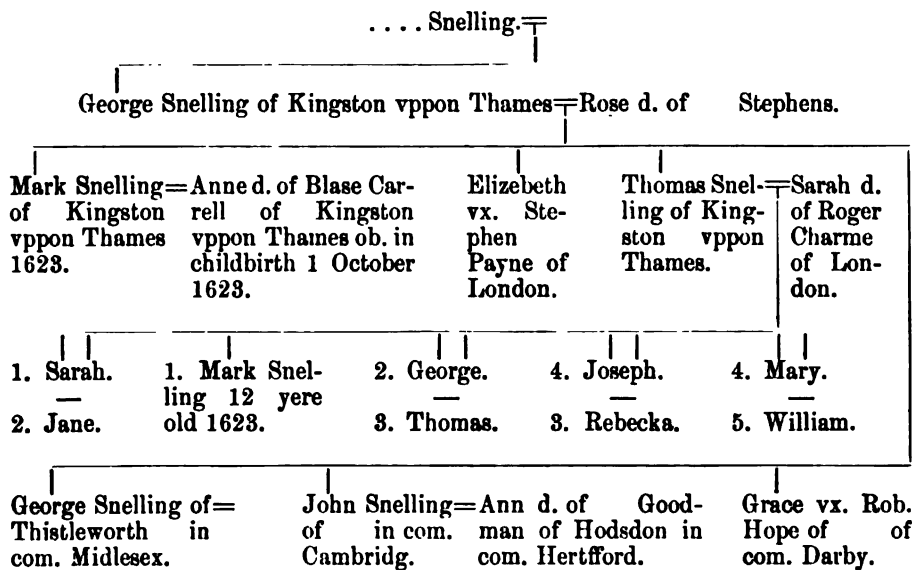 .... Snelling.
George Snelling of Kingston vppon Thames=Rose d. of Stephens.
Mark Snelling=
of Kingston
vppon Thames
1623.
Anne d. of Blase Car-
rell of Kingston
vppon Thames ob. in
childbirth 1 October
1623.
Elizebeth
vx. Ste-
phen
Payne of
London.
Thomas Snel-=
ling of King-
ston vppon
Thames.
Sarah d.
of Roger
Charme
of Lon-
don.
1. Sarah.
2. Jane.
1. Mark Snel-
ling 12 yere
old 1623.
2. George.
3. Thomas.
4. Joseph.
3. Rebecka.
4. Mary.
5. William.
George Snelling of=
Thistleworth in
com. Midlesex.
John Snelling=
of in com.
Cambridg.
Ann d. of Good-
man of Hodsdon in
com. Hertfford.
Grace vx. Rob.
Hope of of
com. Darby.